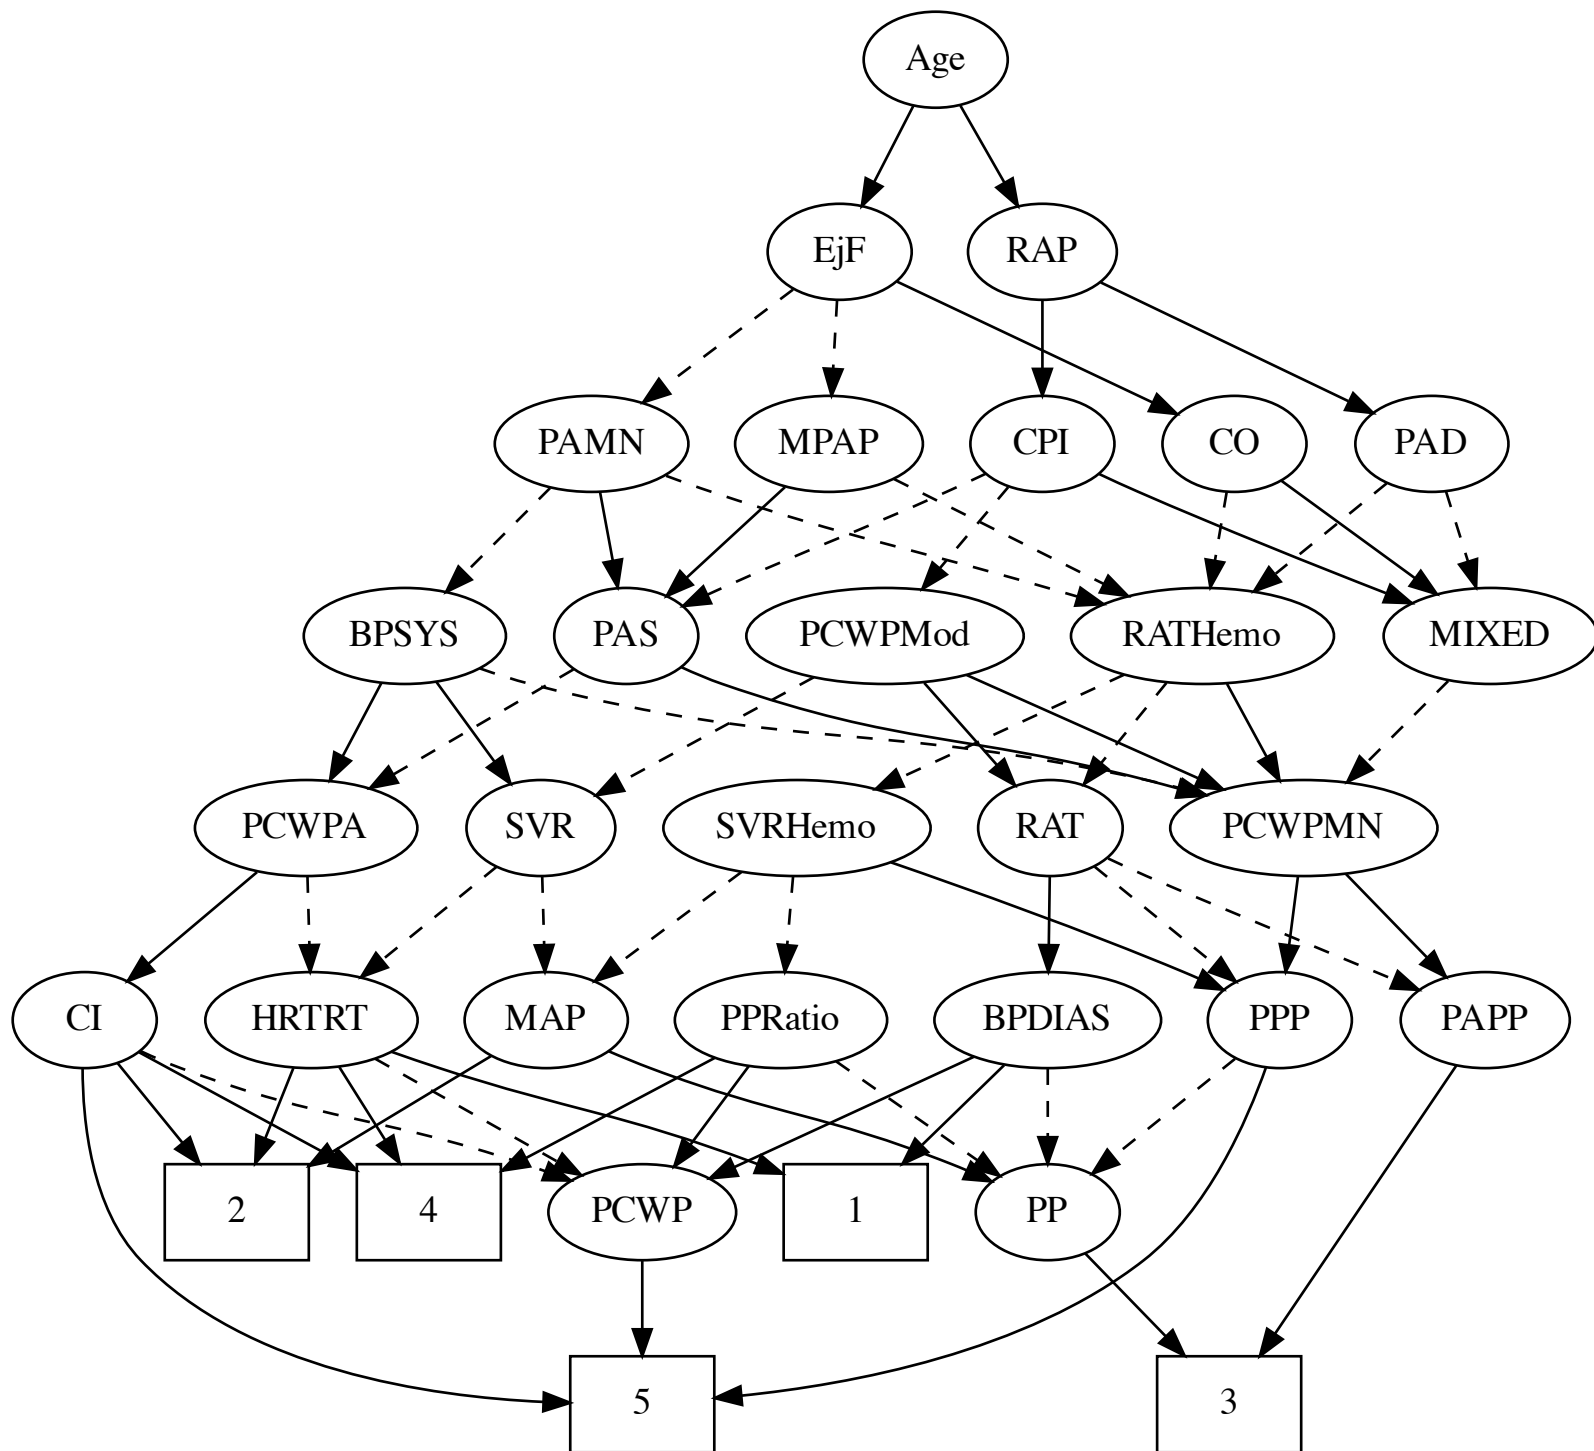 Age
EjF
RAP
PAMN
MPAP
CPI
CO
PAD
BPSYS
PAS
PCWPMod
RATHemo
MIXED
PCWPA
SVR
SVRHemo
RAT
PCWPMN
CI
HRTRT
MAP
PPRatio
BPDIAS
PPP
PAPP
2
4
PCWP
1
PP
5
3